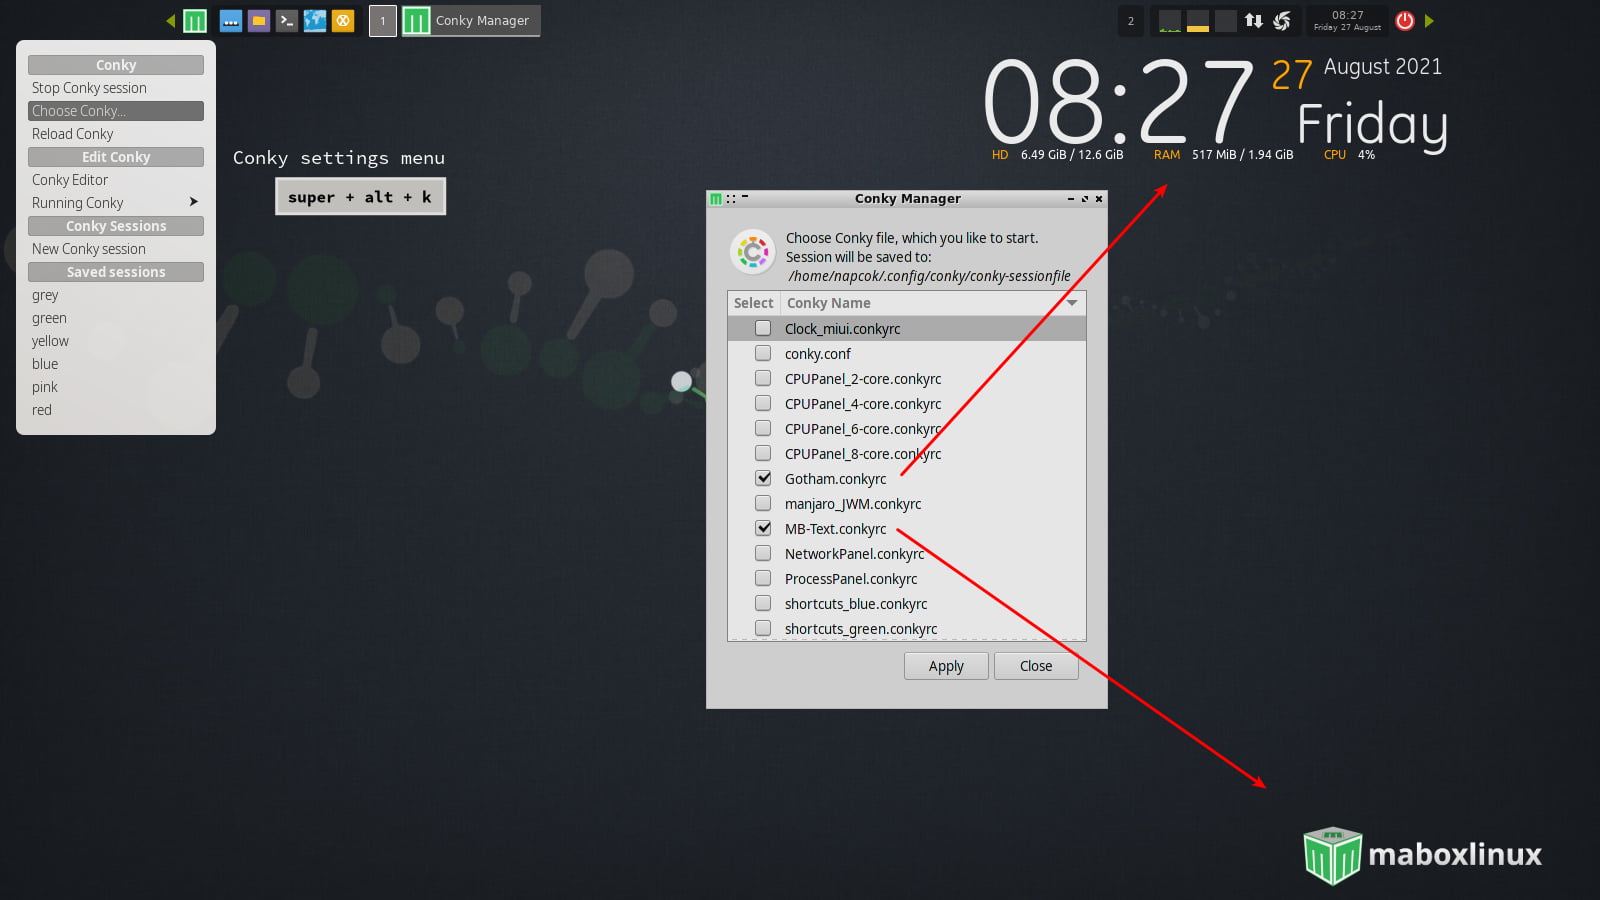 1
Conky Manager
2
08:27
Friday 27 August
Conky
Stop Conky session
Choose Conky...
Reload Conky
Edit Conky
Conky Editor
Running Conky
Conky Sessions
New Conky session
Saved sessions
grey
green
yellow
blue
pink
red
Conky settings menu
super + alt + k
08:27
27 August 2021
Friday
HD 6.49 GiB / 12.6 GiB RAM 517 MiB / 1.94 GiB CPU 4%
Conky Manager
Choose Conky file, which you like to start.
Session will be saved to:
/home/napcok/.config/conky/conky-sessionfile
Select Conky Name
Clock_miui.conkyrc
conky.conf
CPUPanel_2-core.conkyrc
CPUPanel_4-core.conkyrc
CPUPanel_6-core.conkyrc
CPUPanel_8-core.conkyrc
Gotham.conkyrc
manjaro_JWM.conkyrc
MB-Text.conkyrc
NetworkPanel.conkyrc
ProcessPanel.conkyrc
shortcuts_blue.conkyrc
shortcuts_green.conkyrc
Apply Close
maboxlinux